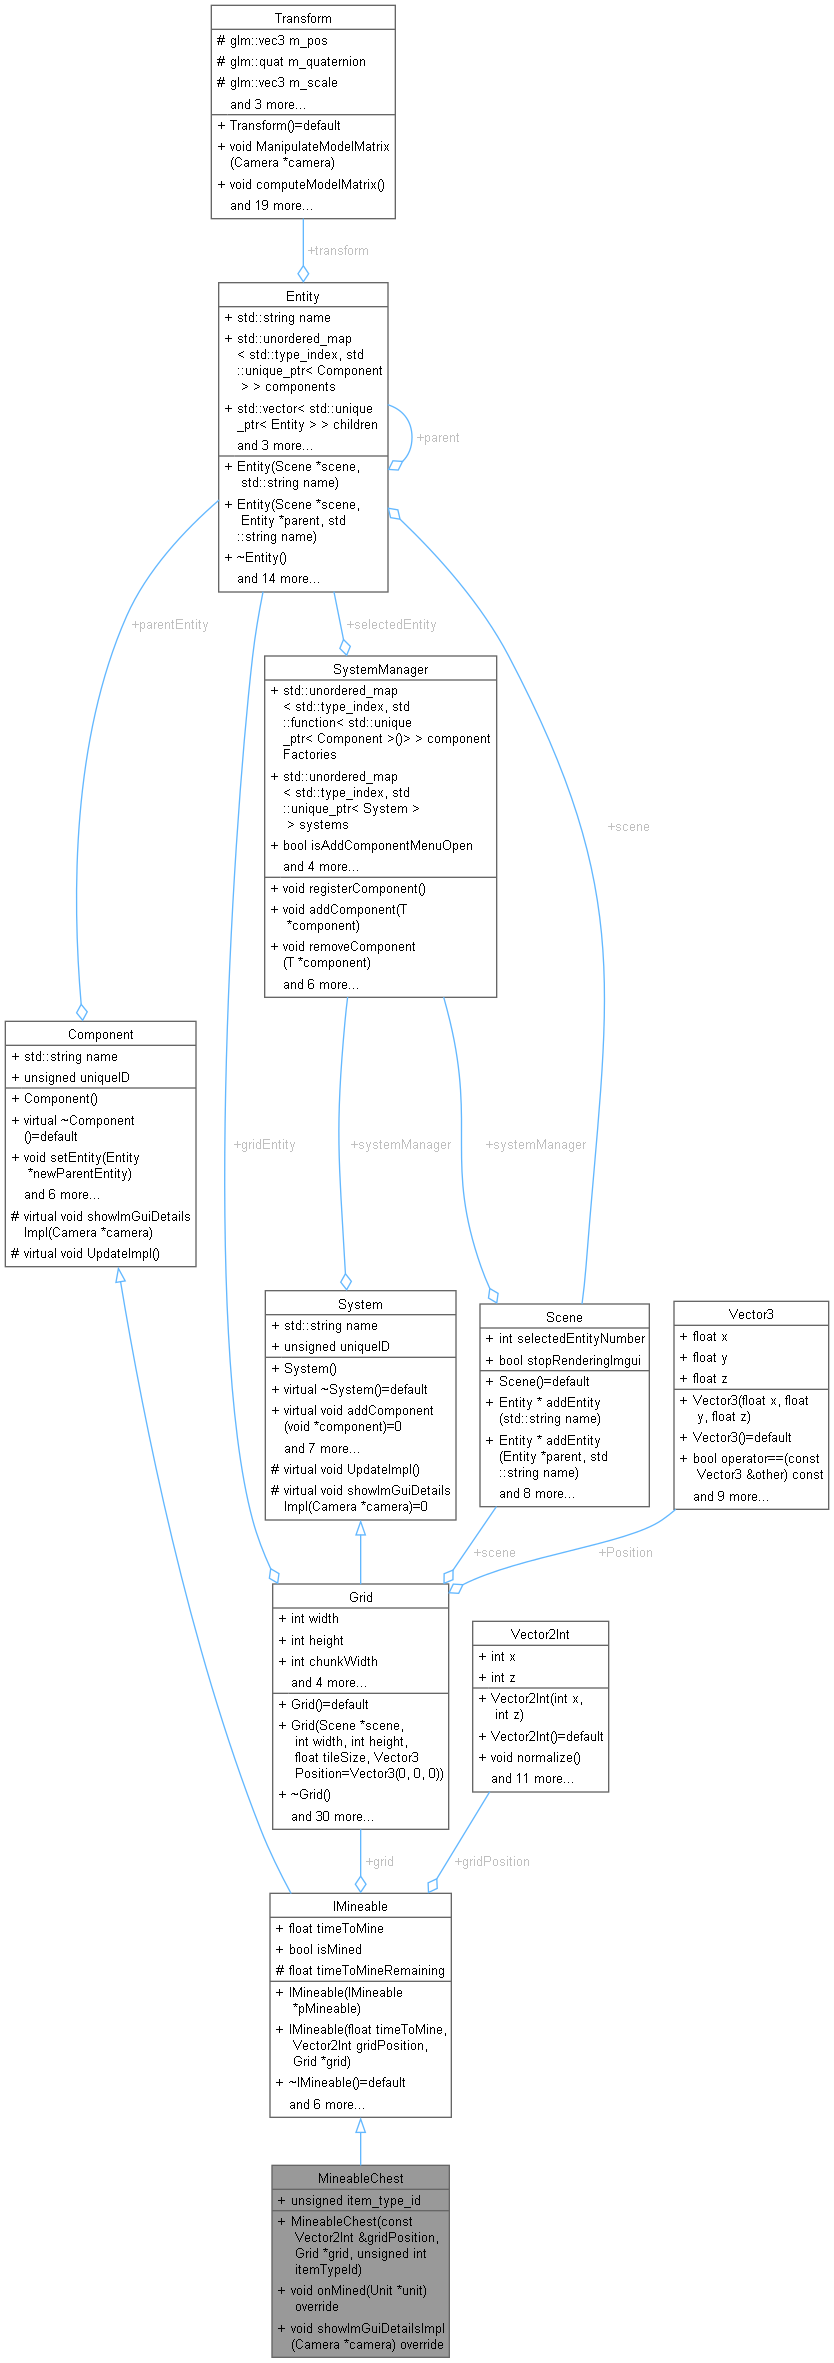 Transform
# glm::vec3 m_pos
# glm::quat m_quaternion
# glm::vec3 m_scale
and 3 more...
+ Transform()=default
+ void ManipulateModelMatrix
(Camera *camera)
+ void computeModelMatrix()
and 19 more...
+transform
Entity
+ std::string name
+ std::unordered_map
< std::type_index, std
::unique_ptr< Component
> > components
+ std::vector< std::unique
_ptr< Entity > > children
and 3 more...
+ Entity(Scene *scene,
std::string name)
+ Entity(Scene *scene,
Entity *parent, std
::string name)
+ ~Entity()
and 14 more...
+parent
+parentEntity
+selectedEntity
SystemManager
+ std::unordered_map
< std::type_index, std
::function< std::unique
_ptr< Component >()> > component
Factories
+ std::unordered_map
< std::type_index, std
::unique_ptr< System >
> > systems
+ bool isAddComponentMenuOpen
and 4 more...
+ void registerComponent()
+ void addComponent(T
*component)
+ void removeComponent
(T *component)
and 6 more...
+scene
Component
+ std::string name
+ unsigned uniqueID
+ Component()
+ virtual ~Component
()=default
+ void setEntity(Entity
*newParentEntity)
and 6 more...
# virtual void showImGuiDetails
Impl(Camera *camera)
# virtual void UpdateImpl()
+gridEntity
+systemManager
+systemManager
System
+ std::string name
+ unsigned uniqueID
+ System()
+ virtual ~System()=default
+ virtual void addComponent
(void *component)=0
and 7 more...
# virtual void UpdateImpl()
# virtual void showImGuiDetails
Impl(Camera *camera)=0
Scene
+ int selectedEntityNumber
+ bool stopRenderingImgui
+ Scene()=default
+ Entity * addEntity
(std::string name)
+ Entity * addEntity
(Entity *parent, std
::string name)
and 8 more...
Vector3
+ float x
+ float y
+ float z
+ Vector3(float x, float
y, float z)
+ Vector3()=default
+ bool operator==(const
Vector3 &other) const
and 9 more...
+scene
+Position
Grid
+ int width
+ int height
+ int chunkWidth
and 4 more...
+ Grid()=default
+ Grid(Scene *scene,
int width, int height,
float tileSize, Vector3
Position=Vector3(0, 0, 0))
+ ~Grid()
and 30 more...
Vector2Int
+ int x
+ int z
+ Vector2Int(int x,
int z)
+ Vector2Int()=default
+ void normalize()
and 11 more...
+grid
+gridPosition
IMineable
+ float timeToMine
+ bool isMined
# float timeToMineRemaining
+ IMineable(IMineable
*pMineable)
+ IMineable(float timeToMine,
Vector2Int gridPosition,
Grid *grid)
+ ~IMineable()=default
and 6 more...
MineableChest
+ unsigned item_type_id
+ MineableChest(const
Vector2Int &gridPosition,
Grid *grid, unsigned int
itemTypeId)
+ void onMined(Unit *unit)
override
+ void showImGuiDetailsImpl
(Camera *camera) override